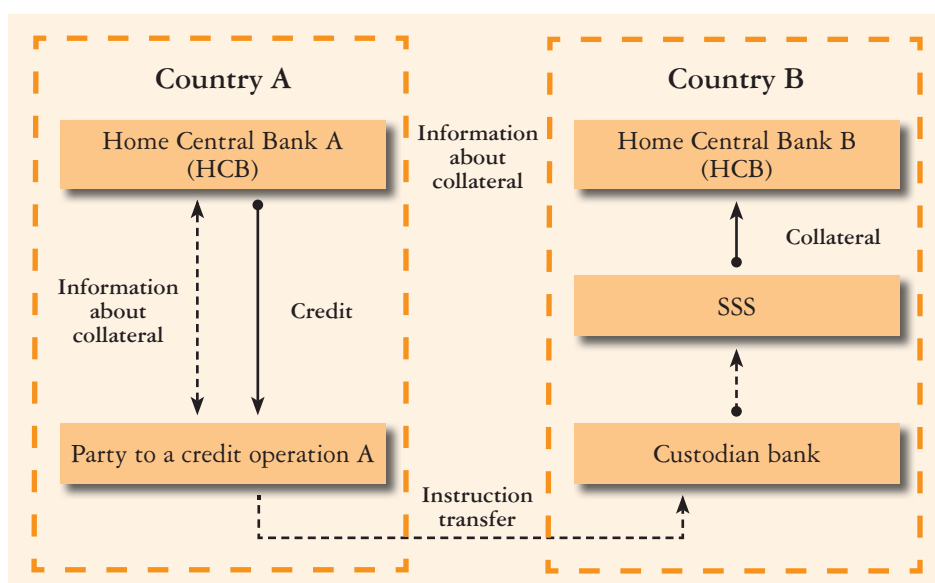 Country A
Home Central Bank A
(HCB)
Information
about
collateral
Credit
Party to a credit operation A
Information
about
collateral
Instruction
transfer
Country B
Home Central Bank B
(HCB)
Collateral
SSS
Custodian bank